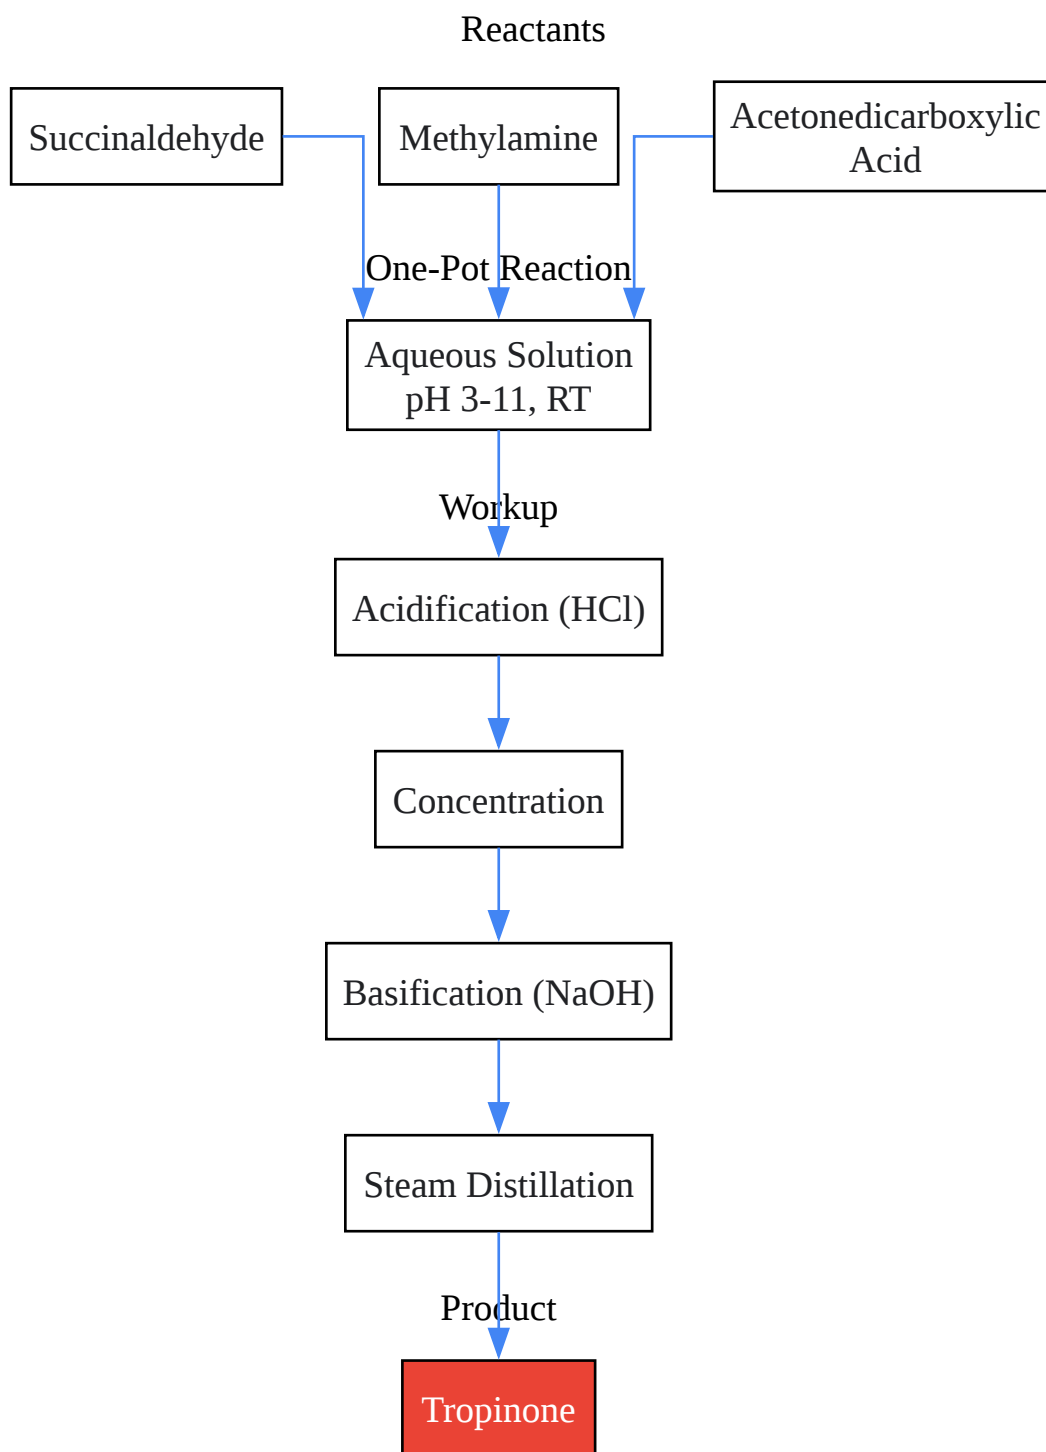 Reactants
Succinaldehyde
Methylamine
Acetonedicarboxylic
Acid
One-Pot Reaction
Aqueous Solution
pH 3-11, RT
Workup
Acidification (HCl)
Concentration
Basification (NaOH)
Steam Distillation
Product
Tropinone